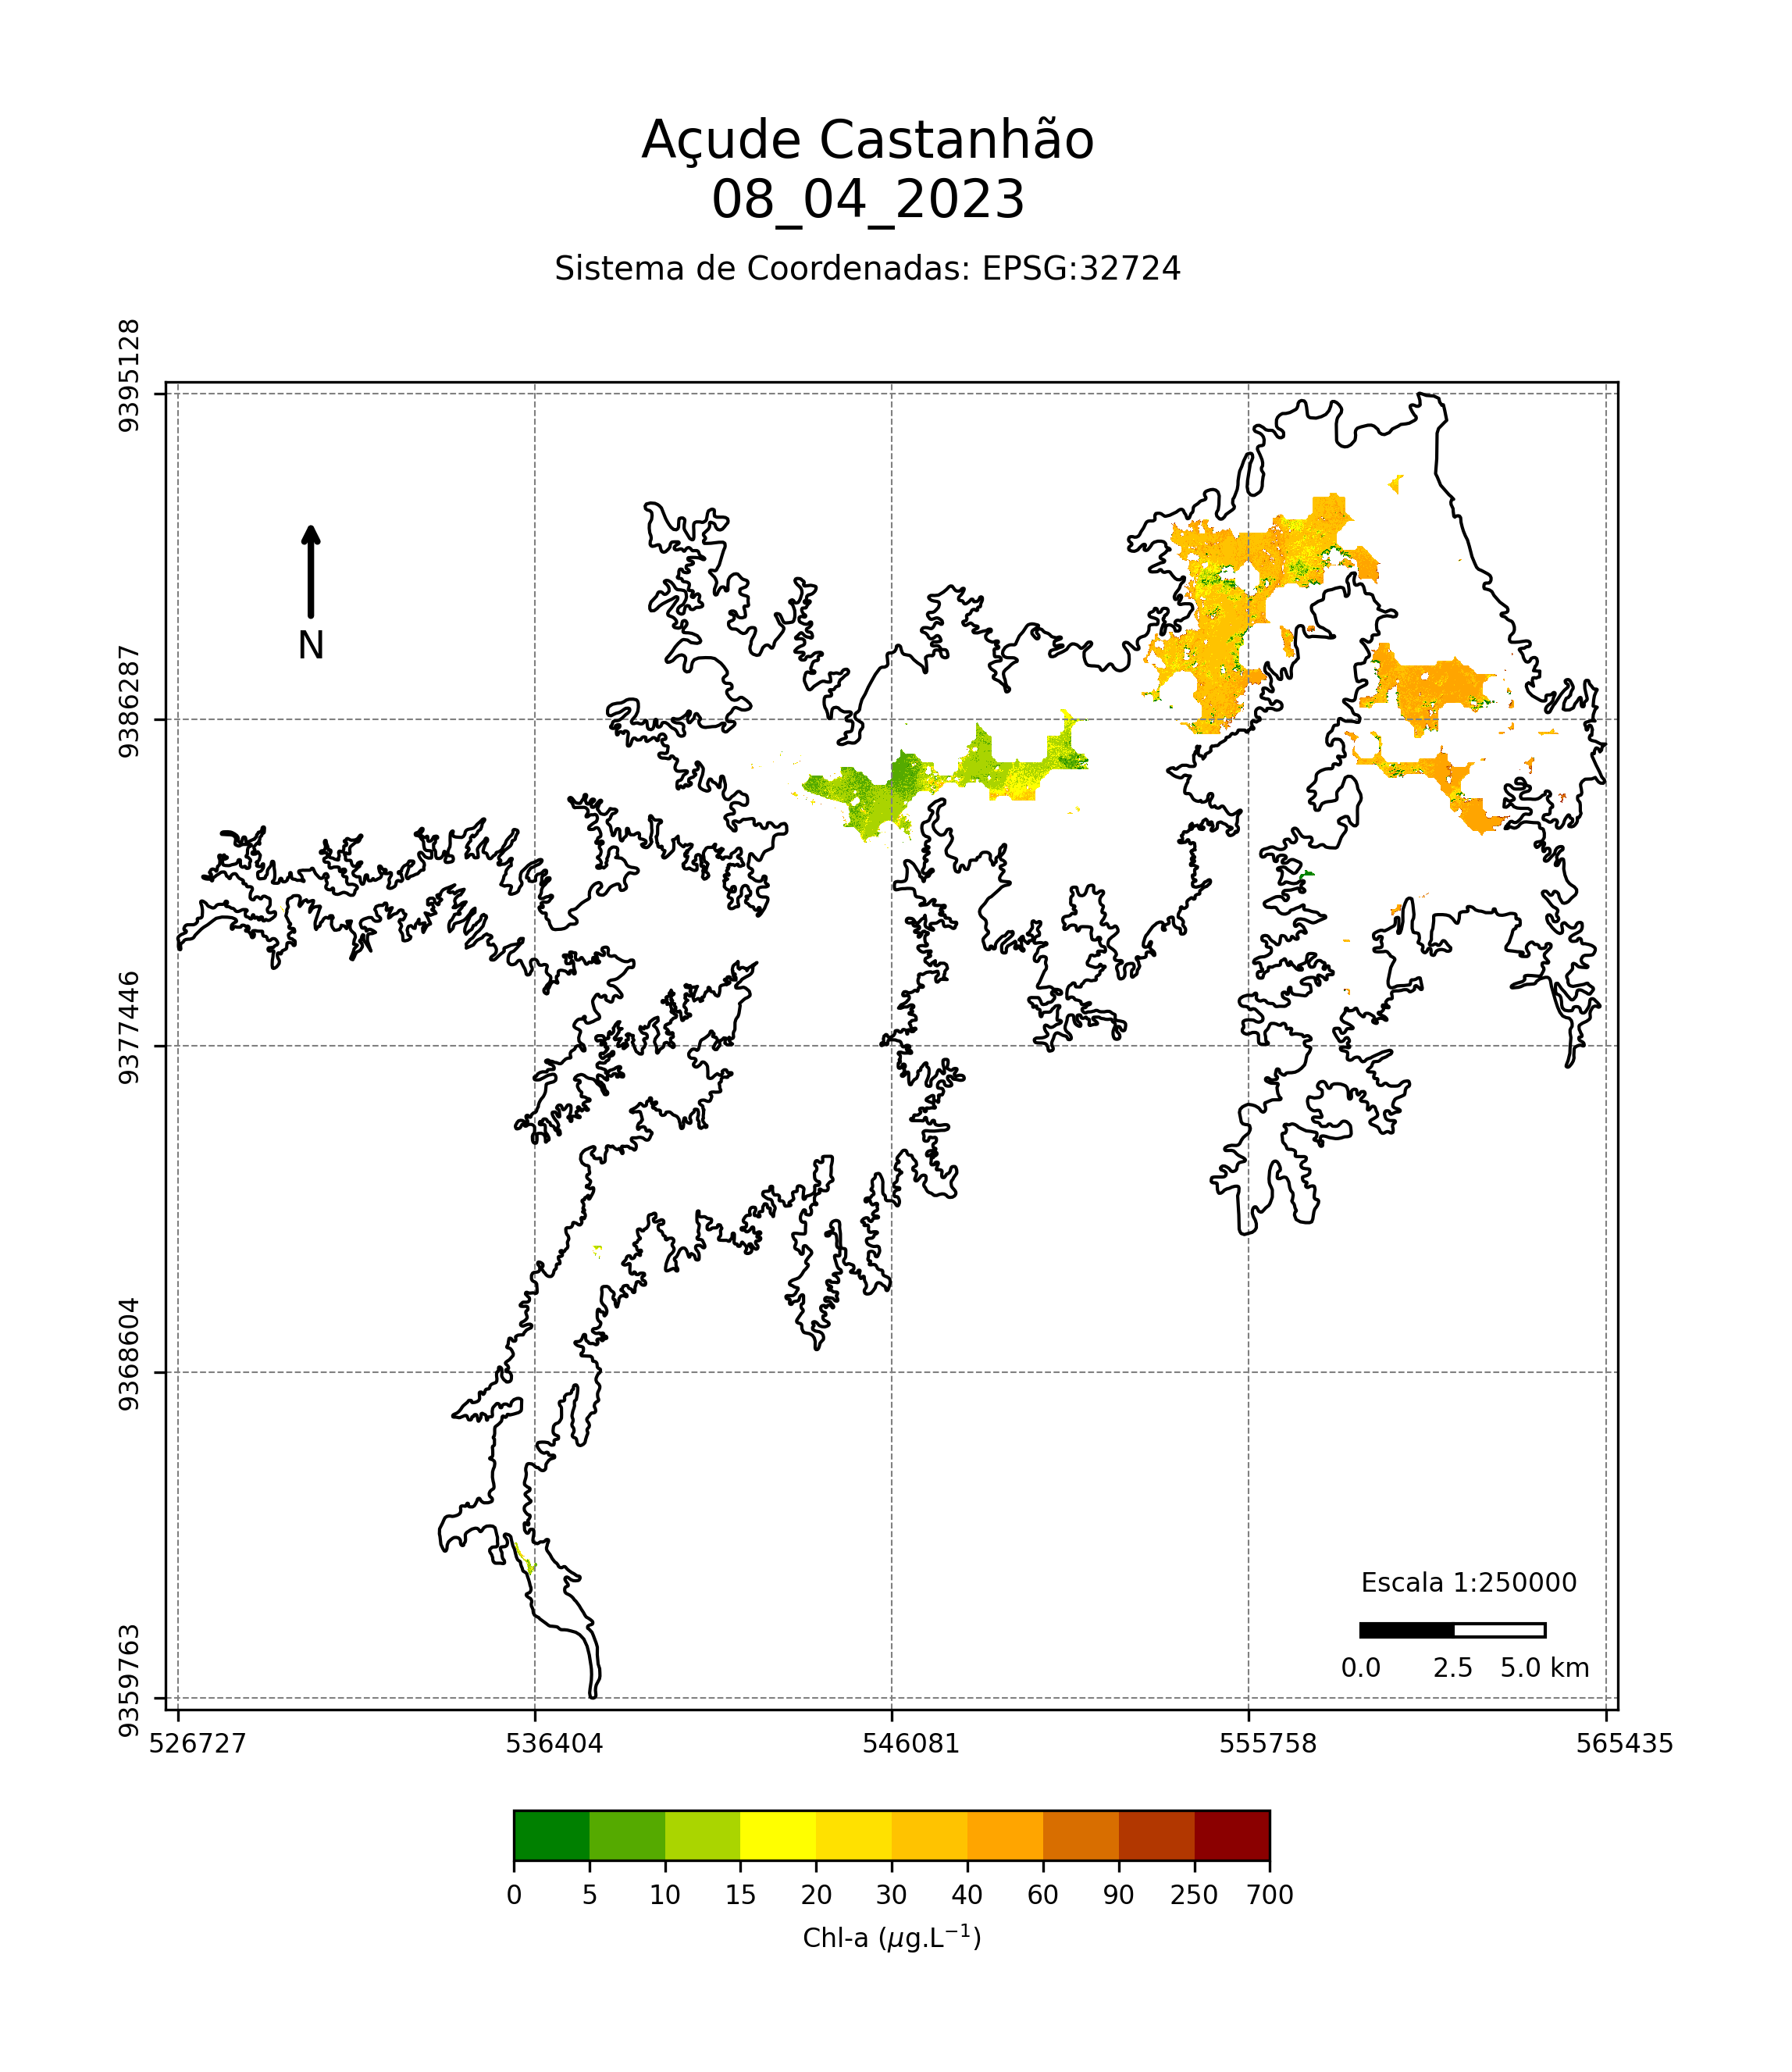 Açude Castanhão
08_04_2023
Sistema de Coordenadas: EPSG:32724
9395128
9386287
9377446
9368604
9359763
N
Escala 1:250000
0.0 2.5 5.0 km
526727 536404 546081 555758 565435
0 5 10 15 20 30 40 60 90 250 700
Chl-a (μg.L⁻¹)